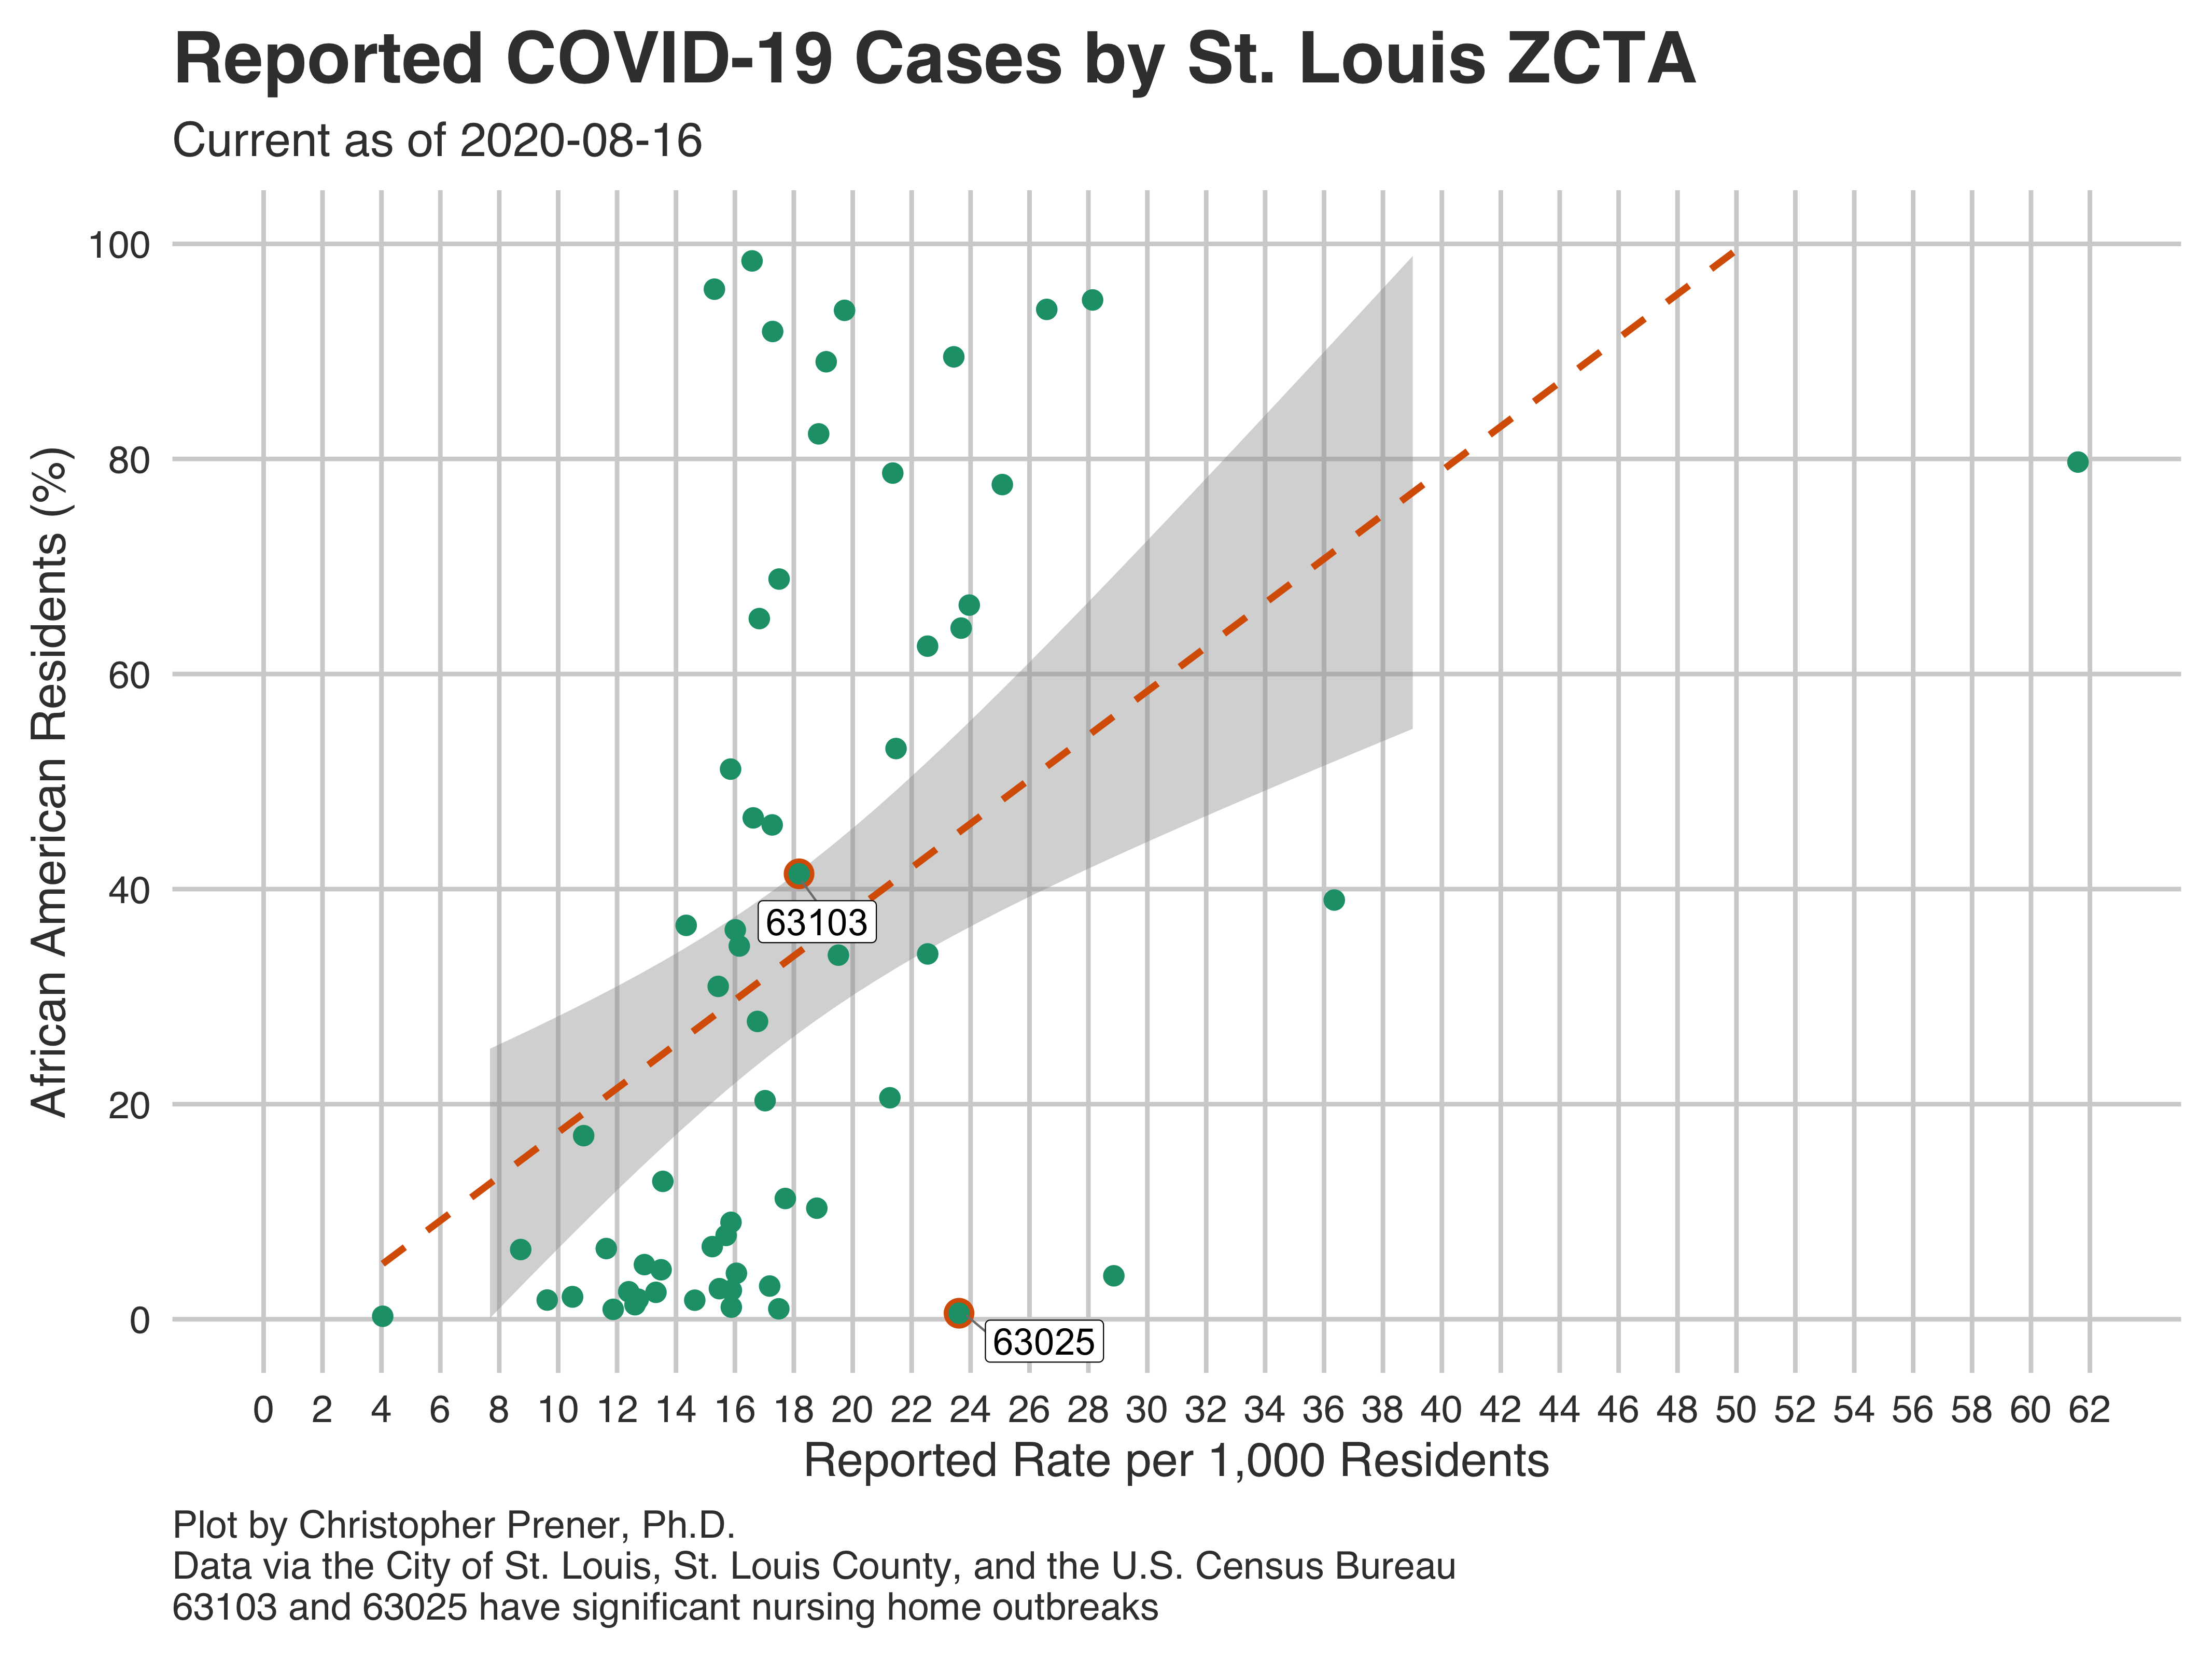 Reported COVID-19 Cases by St. Louis ZCTA
Current as of 2020-08-16
African American Residents (%)
100
80
60
40
20
0
63103
63025
0 2 4 6 8 10 12 14 16 18 20 22 24 26 28 30 32 34 36 38 40 42 44 46 48 50 52 54 56 58 60 62
Reported Rate per 1,000 Residents
Plot by Christopher Prener, Ph.D.
Data via the City of St. Louis, St. Louis County, and the U.S. Census Bureau
63103 and 63025 have significant nursing home outbreaks